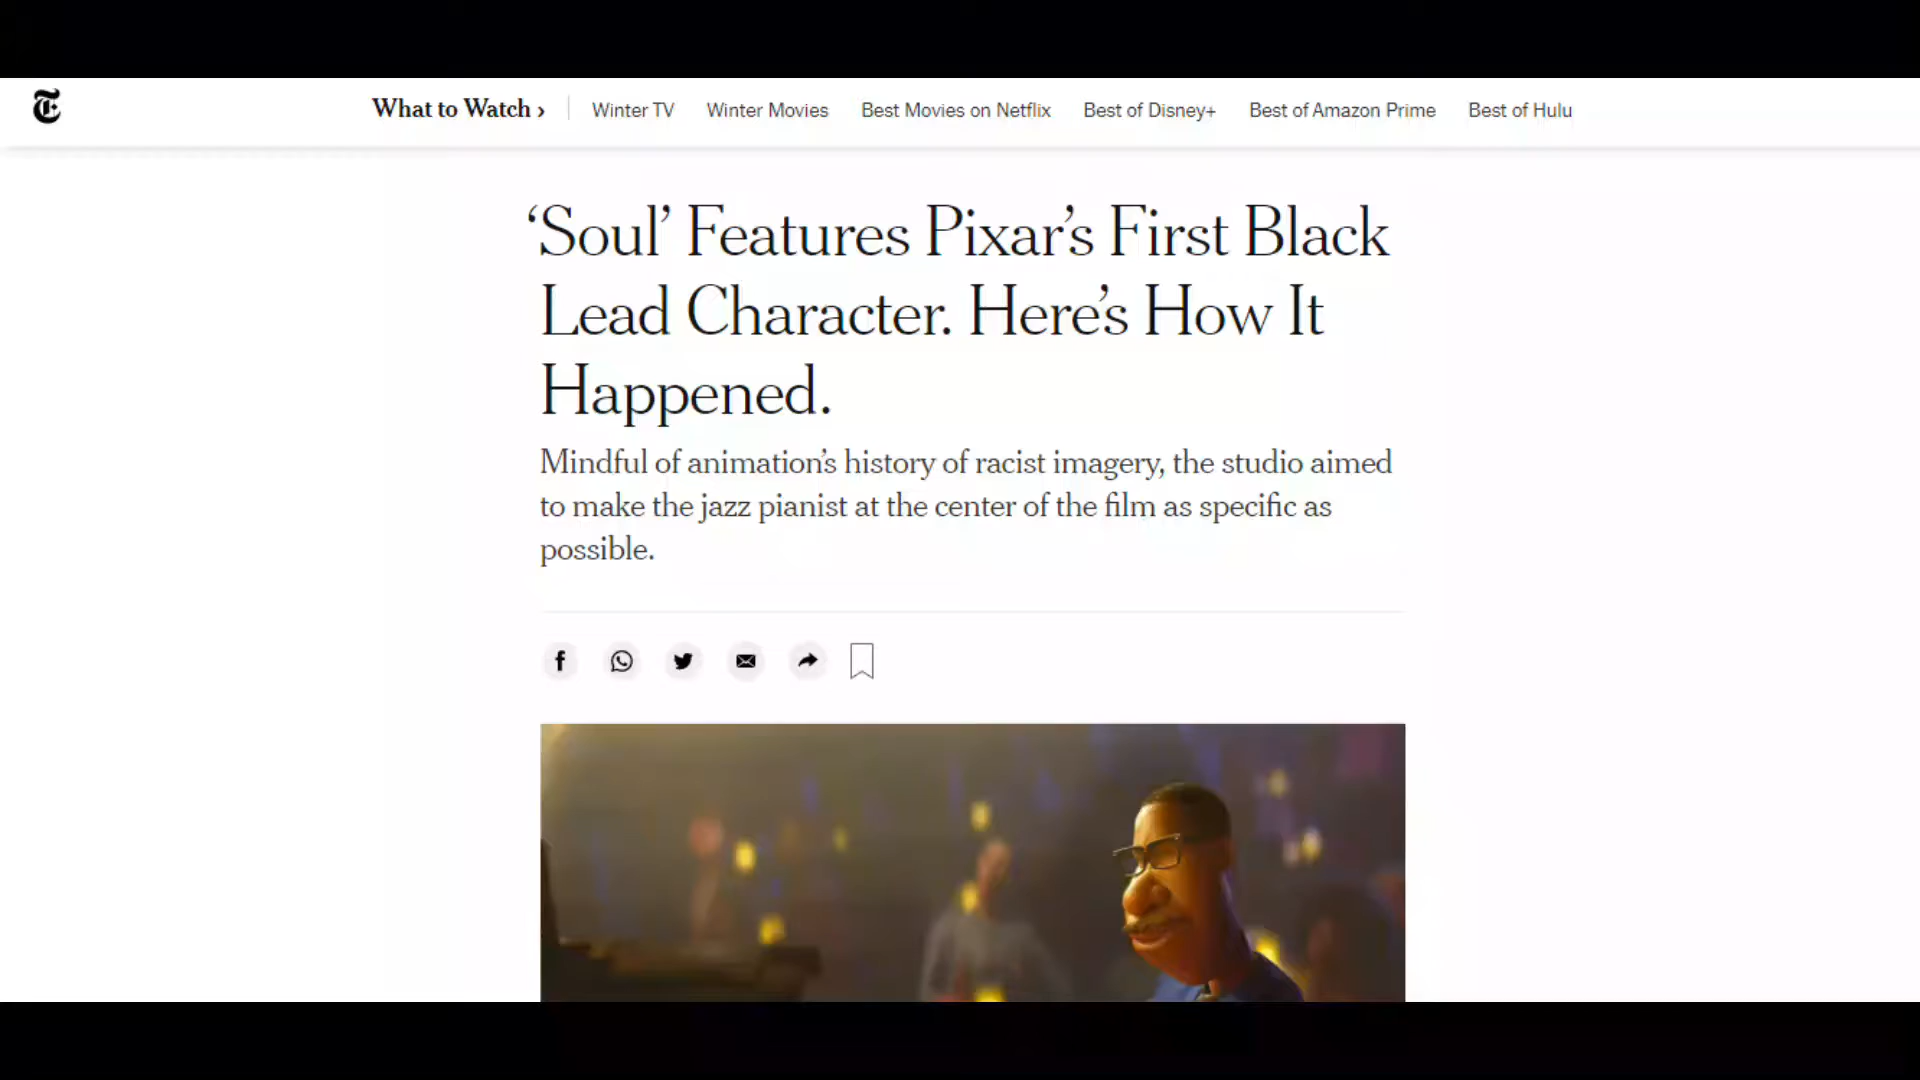 What to Watch › Winter TV Winter Movies Best Movies on Netflix Best of Disney+ Best of Amazon Prime Best of Hulu
‘Soul’ Features Pixar’s First Black
Lead Character. Here’s How It
Happened.
Mindful of animation’s history of racist imagery, the studio aimed
to make the jazz pianist at the center of the film as specific as
possible.